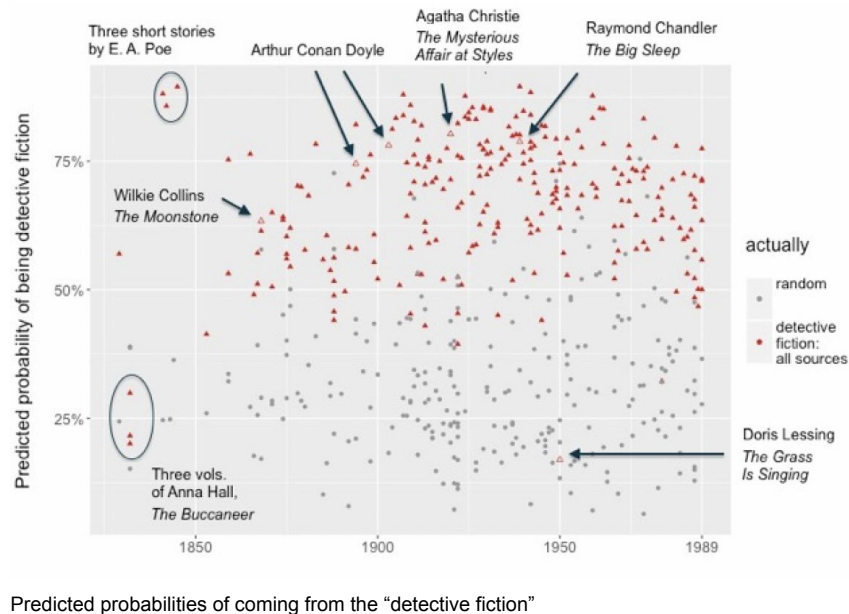 Three short stories
by E. A. Poe
Arthur Conan Doyle
Agatha Christie
The Mysterious
Affair at Styles
Raymond Chandler
The Big Sleep
Predicted probability of being detective fiction
75%
50%
25%
Wilkie Collins
The Moonstone
Three vols.
of Anna Hall,
The Buccaneer
Doris Lessing
The Grass
Is Singing
actually
random
detective
fiction:
all sources
1850
1900
1950
1989
Predicted probabilities of coming from the “detective fiction”